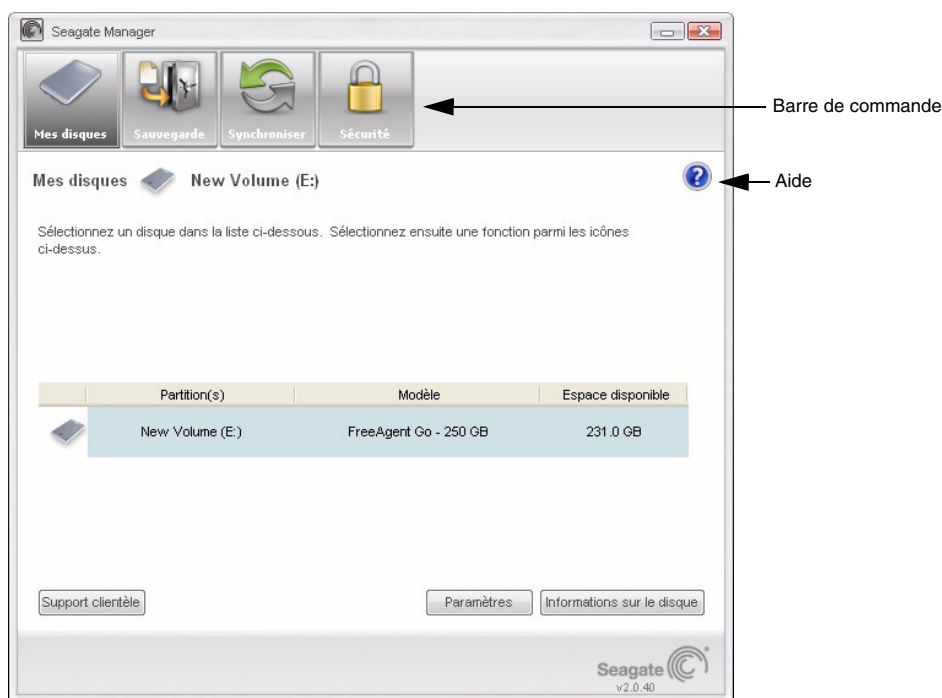 Seagate Manager
Mes disques
Sauvegarde
Synchroniser
Sécurité
Barre de commande
Mes disques New Volume (E:)
Aide
Sélectionnez un disque dans la liste ci-dessous. Sélectionnez ensuite une fonction parmi les icônes
ci-dessus.
Partition(s) Modèle Espace disponible
New Volume (E:) FreeAgent Go - 250 GB 231.0 GB
Support clientèle
Paramètres
Informations sur le disque
Seagate
v2.0.40